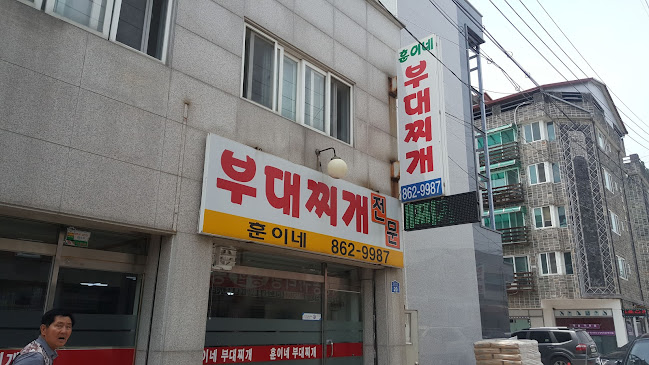 훈이네
부대찌개
862-9987
부대찌개 전문
훈이네 862-9987
훈이네 부대찌개 훈이네 부대찌개